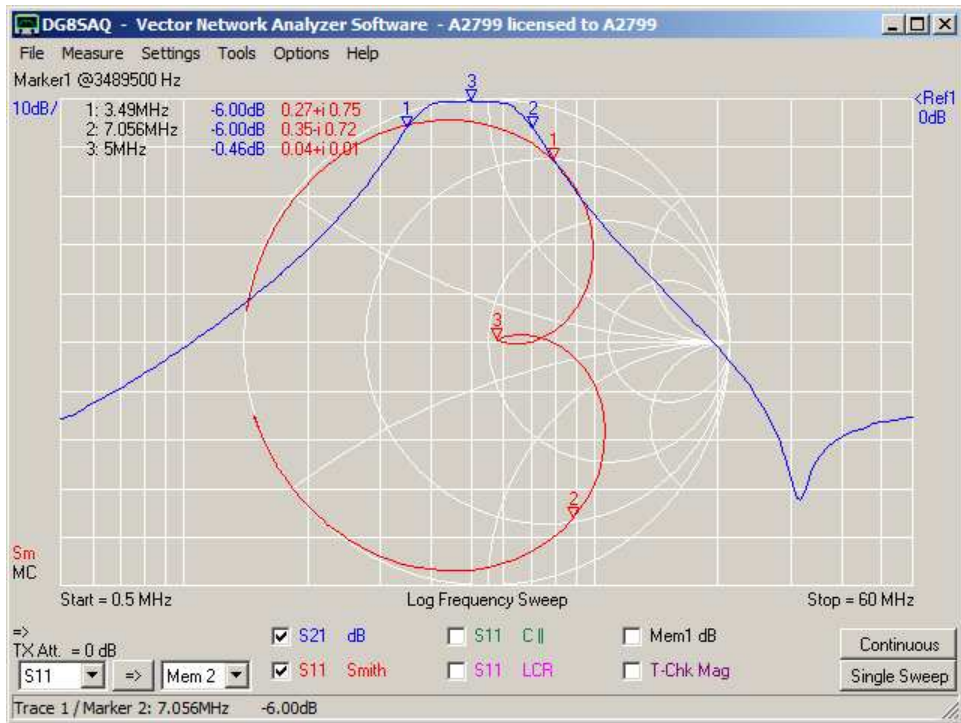 DG8SAQ - Vector Network Analyzer Software - A2799 licensed to A2799
File Measure Settings Tools Options Help
Marker1 @3489500 Hz
10dB/
1: 3.49MHz -6.00dB 0.27+i 0.75
2: 7.056MHz -6.00dB 0.35-i 0.72
3: 5MHz -0.46dB 0.04+i 0.01
<Ref1
0dB
3
1
2
1
3
2
Sm
MC
Start = 0.5 MHz Log Frequency Sweep Stop = 60 MHz
=>
TX Att. = 0 dB
S21 dB S11 C || Mem1 dB Continuous
S11 => Mem 2 S11 Smith S11 LCR T-Chk Mag Single Sweep
Trace 1 / Marker 2: 7.056MHz -6.00dB